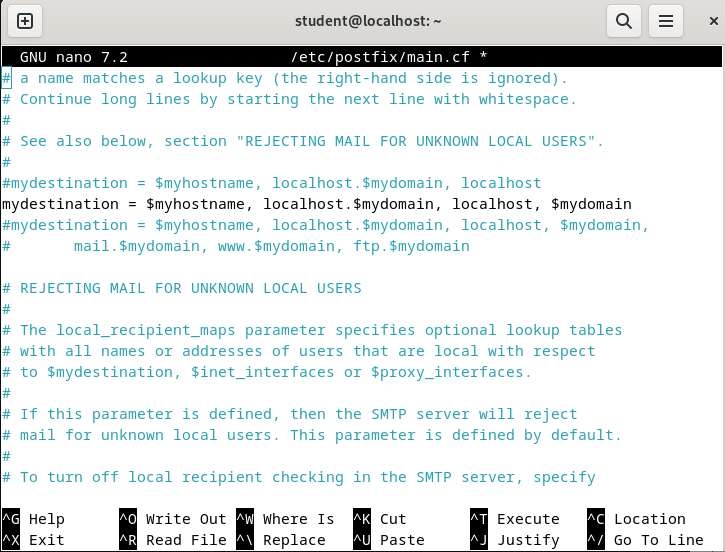 student@localhost: ~
GNU nano 7.2 /etc/postfix/main.cf *
# a name matches a lookup key (the right-hand side is ignored).
# Continue long lines by starting the next line with whitespace.
#
# See also below, section "REJECTING MAIL FOR UNKNOWN LOCAL USERS".
#
#mydestination = $myhostname, localhost.$mydomain, localhost
mydestination = $myhostname, localhost.$mydomain, localhost, $mydomain
#mydestination = $myhostname, localhost.$mydomain, localhost, $mydomain,
#       mail.$mydomain, www.$mydomain, ftp.$mydomain

# REJECTING MAIL FOR UNKNOWN LOCAL USERS
#
# The local_recipient_maps parameter specifies optional lookup tables
# with all names or addresses of users that are local with respect
# to $mydestination, $inet_interfaces or $proxy_interfaces.
#
# If this parameter is defined, then the SMTP server will reject
# mail for unknown local users. This parameter is defined by default.
#
# To turn off local recipient checking in the SMTP server, specify

^G Help ^O Write Out ^W Where Is ^K Cut ^T Execute ^C Location
^X Exit ^R Read File ^\ Replace ^U Paste ^J Justify ^/ Go To Line